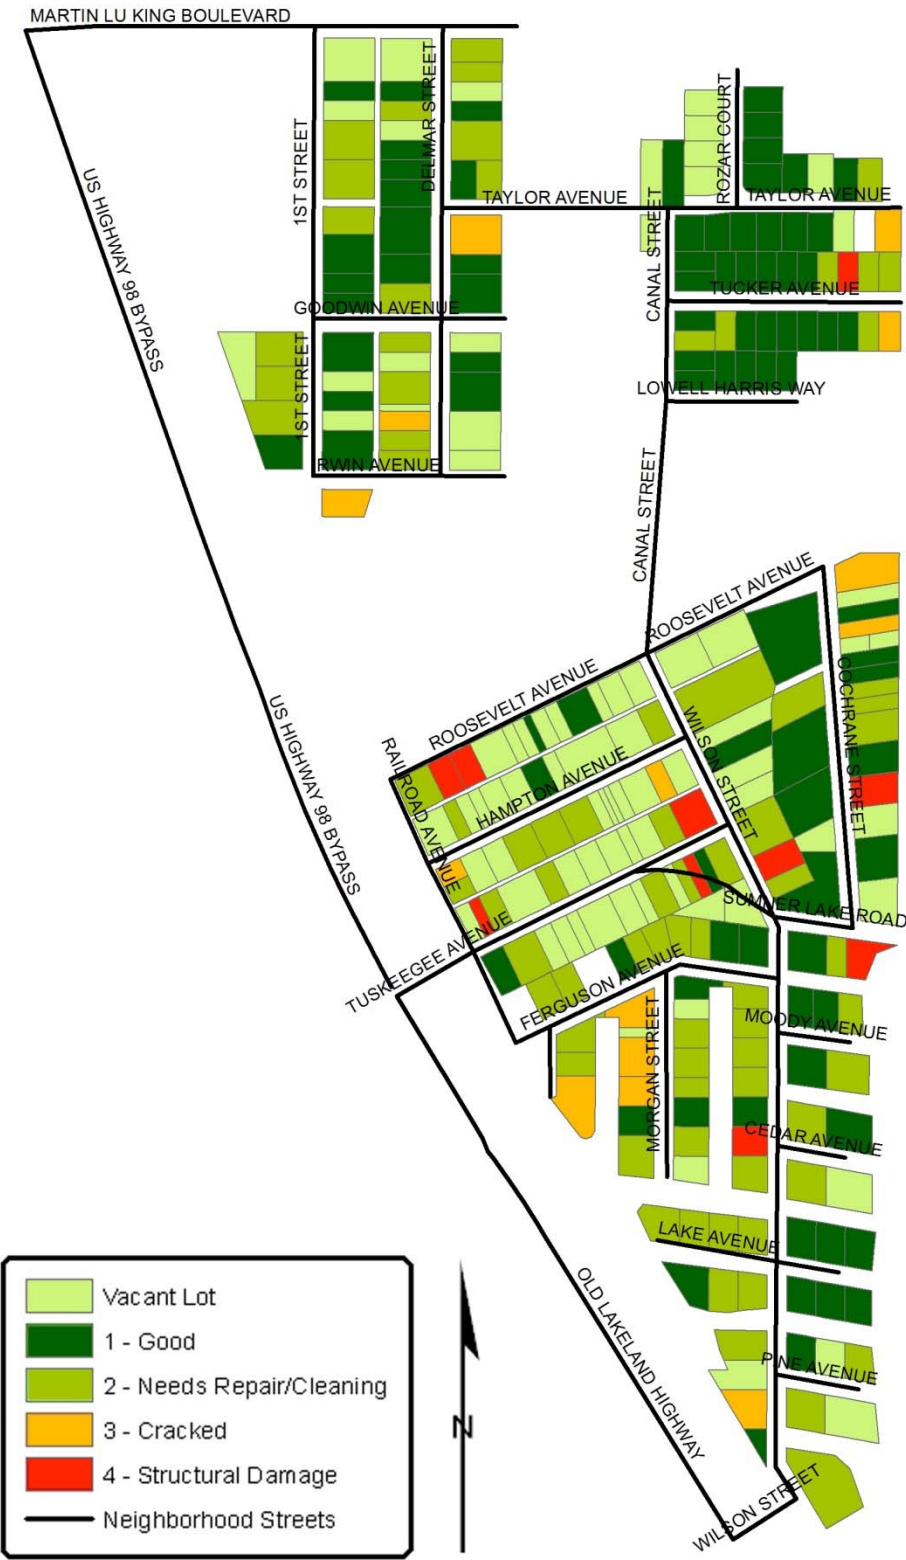 MARTIN LU KING BOULEVARD
DELMAR STREET
1ST STREET
ROZAR COURT
TAYLOR AVENUE
TAYLOR AVENUE
US HIGHWAY 98 BYPASS
CANAL STREET
TUCKER AVENUE
GOODWIN AVENUE
1ST STREET
LOWELL HARRIS WAY
RWIN AVENUE
CANAL STREET
ROOSEVELT AVENUE
ROOSEVELT AVENUE
COCHRANE STREET
US HIGHWAY 98 BYPASS
RAILROAD AVENUE
WILSON STREET
HAMPTON AVENUE
SUMNER LAKE ROAD
TUSKEEGEE AVENUE
FERGUSON AVENUE
MORGAN STREET
MOODY AVENUE
CEDAR AVENUE
LAKE AVENUE
OLD LAKELAND HIGHWAY
PINE AVENUE
WILSON STREET
Vacant Lot
1 - Good
2 - Needs Repair/Cleaning
3 - Cracked
4 - Structural Damage
Neighborhood Streets
N